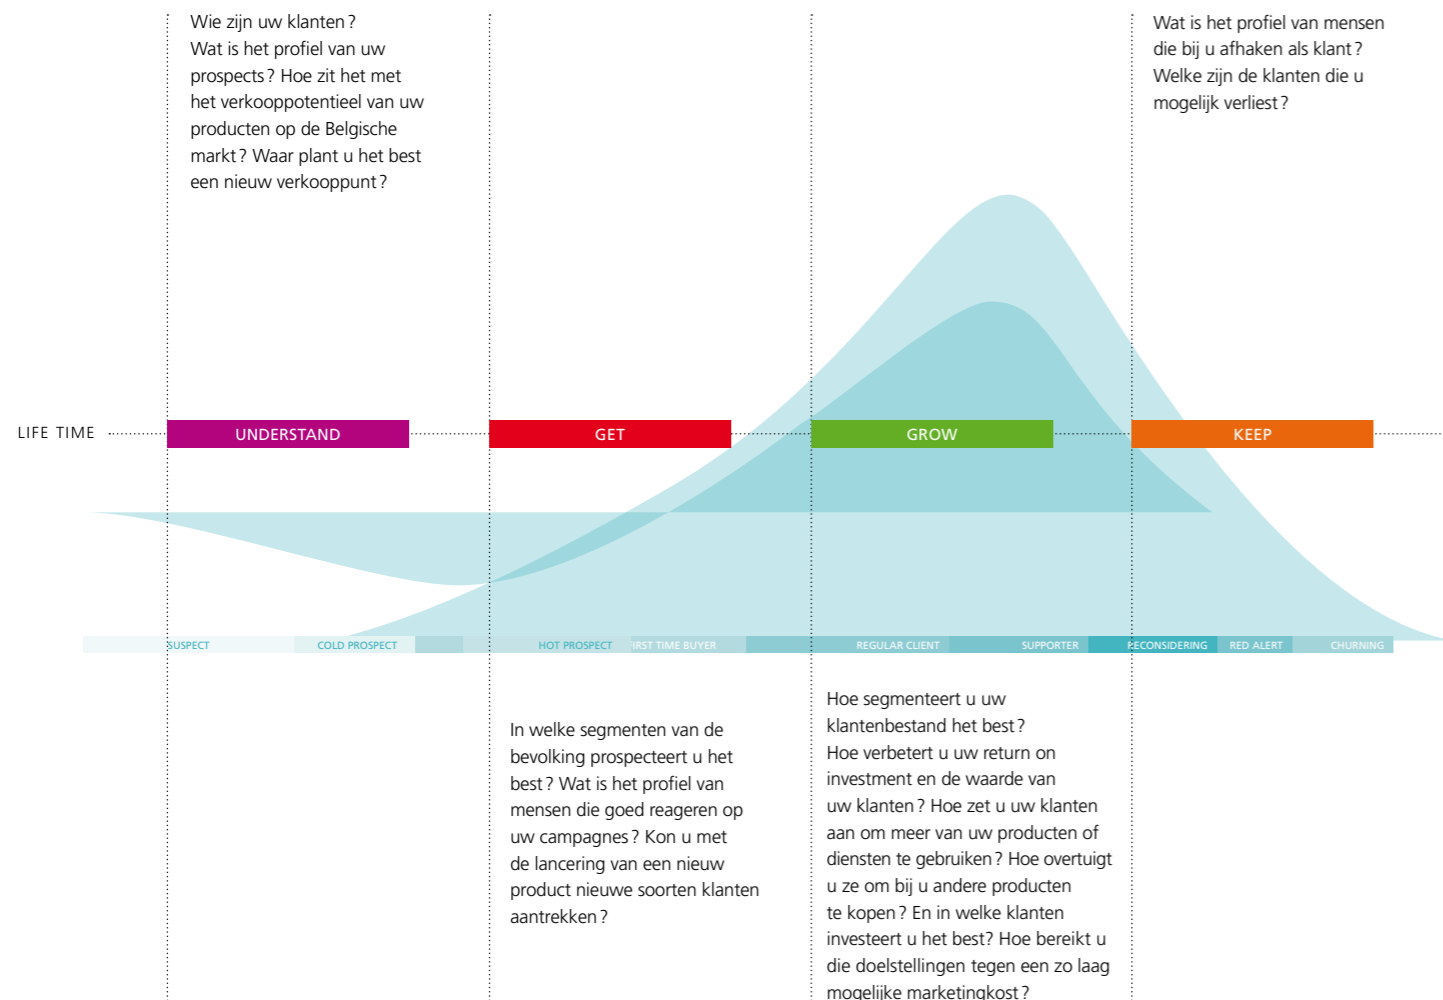 Wie zijn uw klanten ?
Wat is het profiel van uw
prospects ? Hoe zit het met
het verkooppotentieel van uw
producten op de Belgische
markt ? Waar plant u het best
een nieuw verkooppunt ?
Wat is het profiel van mensen
die bij u afhaken als klant ?
Welke zijn de klanten die u
mogelijk verliest ?
LIFE TIME
UNDERSTAND
GET
GROW
KEEP
SUSPECT
COLD PROSPECT
HOT PROSPECT
IRST TIME BUYER
REGULAR CLIENT
SUPPORTER
RECONSIDERING
RED ALERT
CHURNING
In welke segmenten van de
bevolking prospecteert u het
best ? Wat is het profiel van
mensen die goed reageren op
uw campagnes ? Kon u met
de lancering van een nieuw
product nieuwe soorten klanten
aantrekken ?
Hoe segmenteert u uw
klantenbestand het best ?
Hoe verbetert u uw return on
investment en de waarde van
uw klanten ? Hoe zet u uw klanten
aan om meer van uw producten of
diensten te gebruiken ? Hoe overtuigt
u ze om bij u andere producten
te kopen ? En in welke klanten
investeert u het best? Hoe bereikt u
die doelstellingen tegen een zo laag
mogelijke marketingkost ?